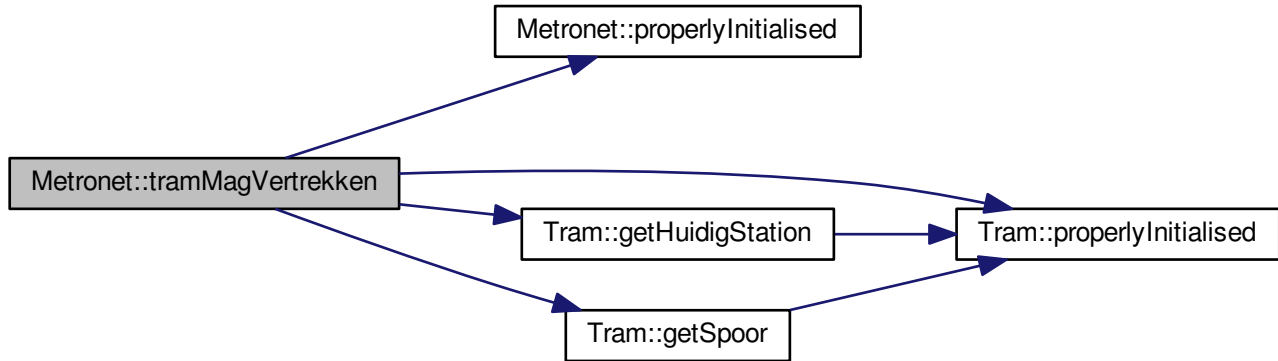 Metronet::properlyInitialised
Metronet::tramMagVertrekken
Tram::getHuidigStation
Tram::properlyInitialised
Tram::getSpoor